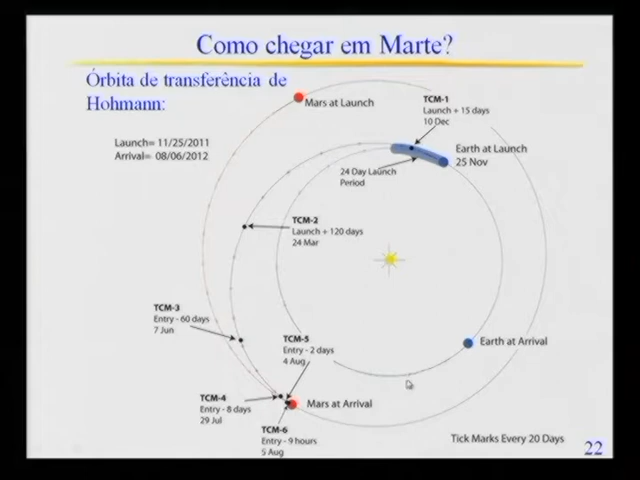 Como chegar em Marte?
Órbita de transferência de
Hohmann:
Launch= 11/25/2011
Arrival= 08/06/2012
Mars at Launch
TCM-1
Launch + 15 days
10 Dec
Earth at Launch
25 Nov
24 Day Launch
Period
TCM-2
Launch + 120 days
24 Mar
TCM-3
Entry - 60 days
7 Jun
TCM-5
Entry - 2 days
4 Aug
Earth at Arrival
TCM-4
Entry - 8 days
29 Jul
Mars at Arrival
TCM-6
Entry - 9 hours
5 Aug
Tick Marks Every 20 Days
22